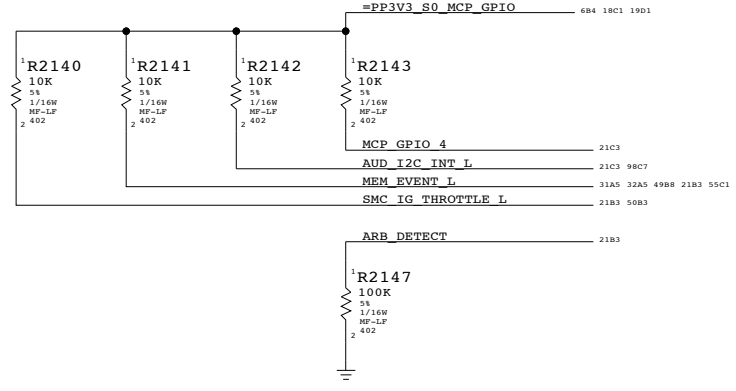 =PP3V3_S0_MCP_GPIO 6B4 18C1 19D1
1 R2140
10K
5%
1/16W
MF-LF
402
2
1 R2141
10K
5%
1/16W
MF-LF
402
2
1 R2142
10K
5%
1/16W
MF-LF
402
2
1 R2143
10K
5%
1/16W
MF-LF
402
2
MCP_GPIO_4 21C3
AUD_I2C_INT_L 21C3 98C7
MEM_EVENT_L 31A5 32A5 49B8 21B3 55C1
SMC_IG_THROTTLE_L 21B3 50B3
ARB_DETECT 21B3
1 R2147
100K
5%
1/16W
MF-LF
402
2